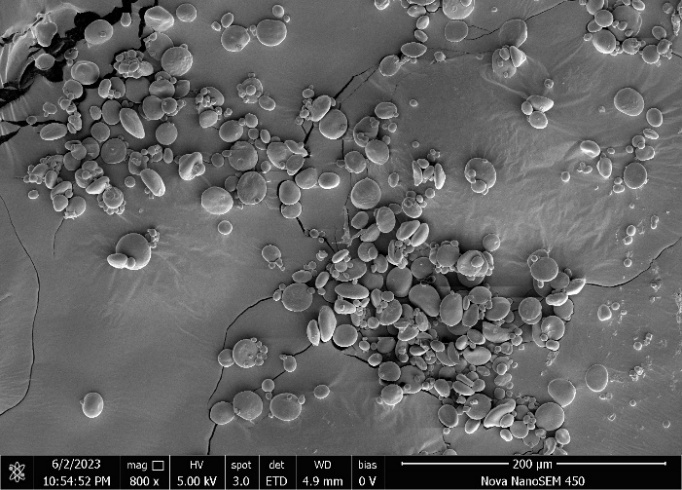 6/2/2023 mag HV spot det WD bias 200 µm
10:54:52 PM 800 x 5.00 kV 3.0 ETD 4.9 mm 0 V Nova NanoSEM 450